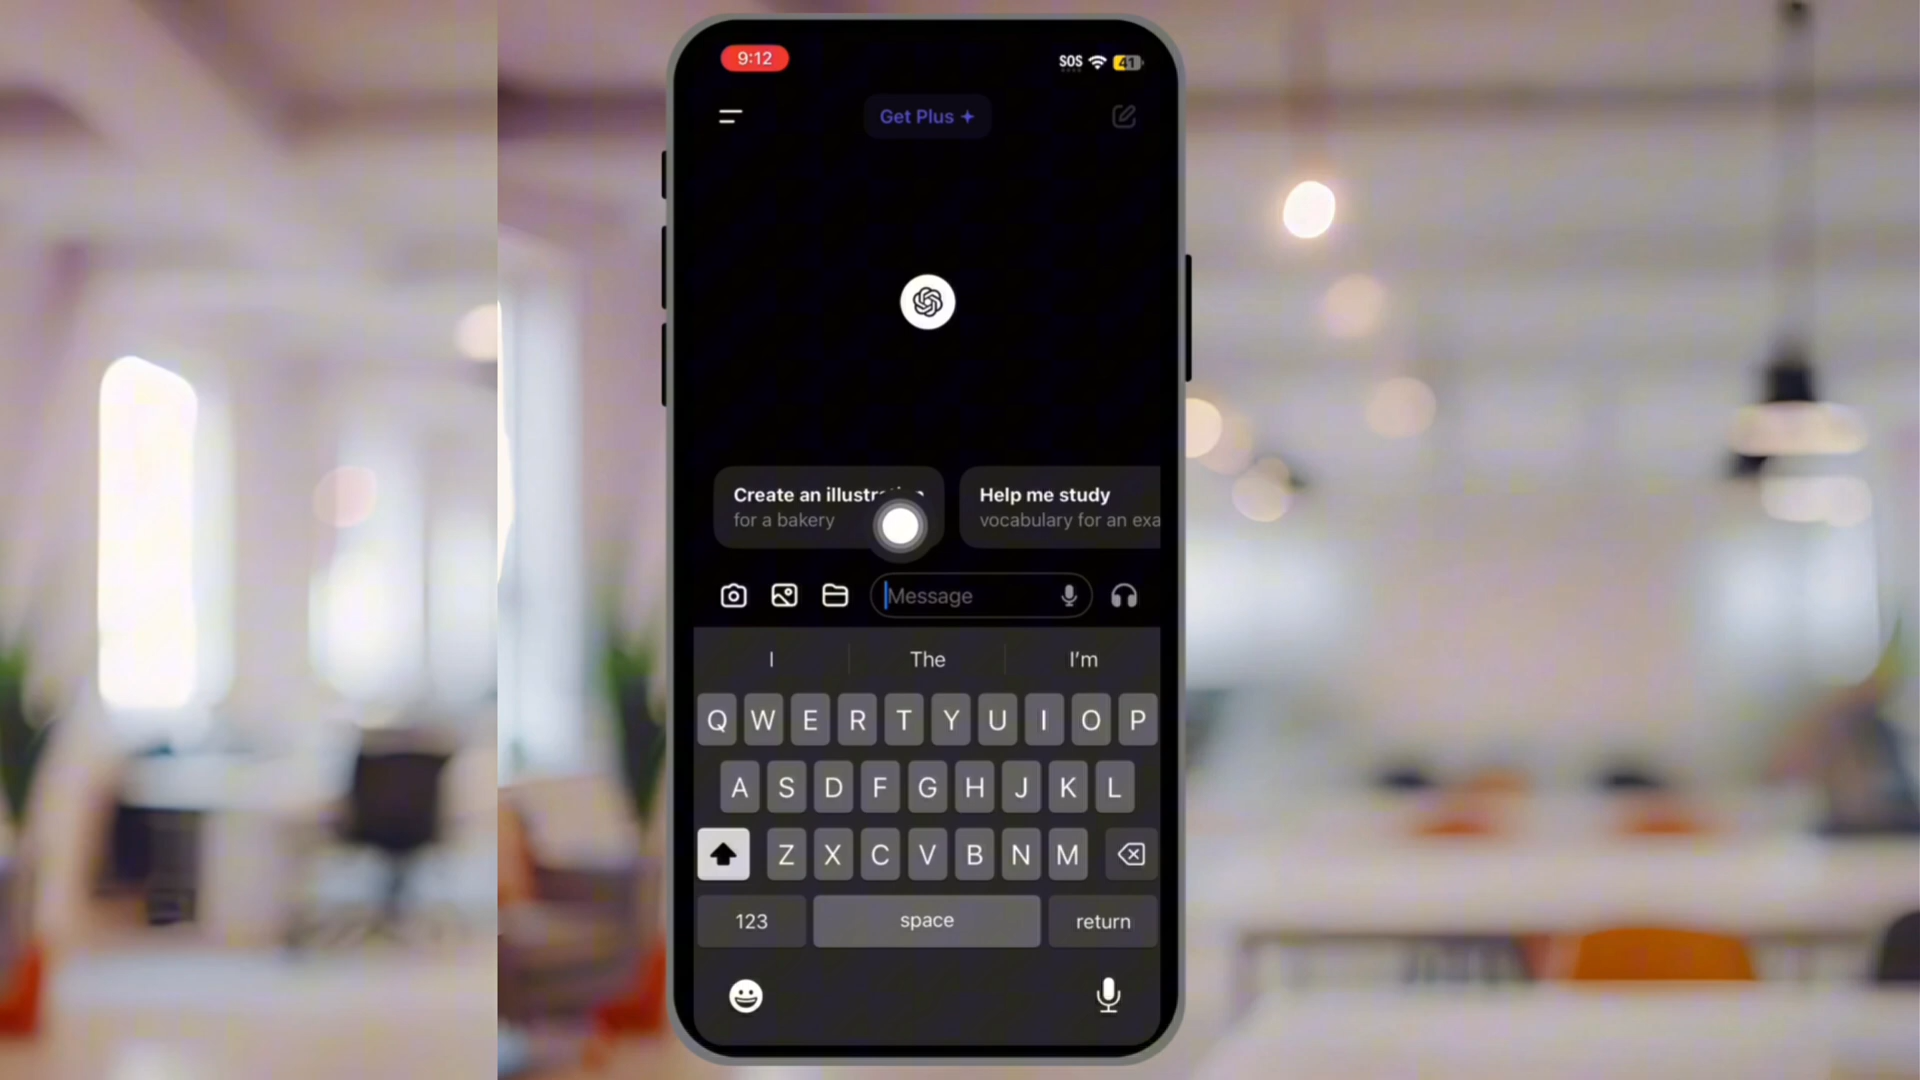 9:12
SOS
41
Get Plus
Create an
for a bakery
Help me study
vocabulary for an exa
Message
I
The
I'm
Q W E R T Y U I O P
A S D F G H J K L
Z X C V B N M
123
space
return